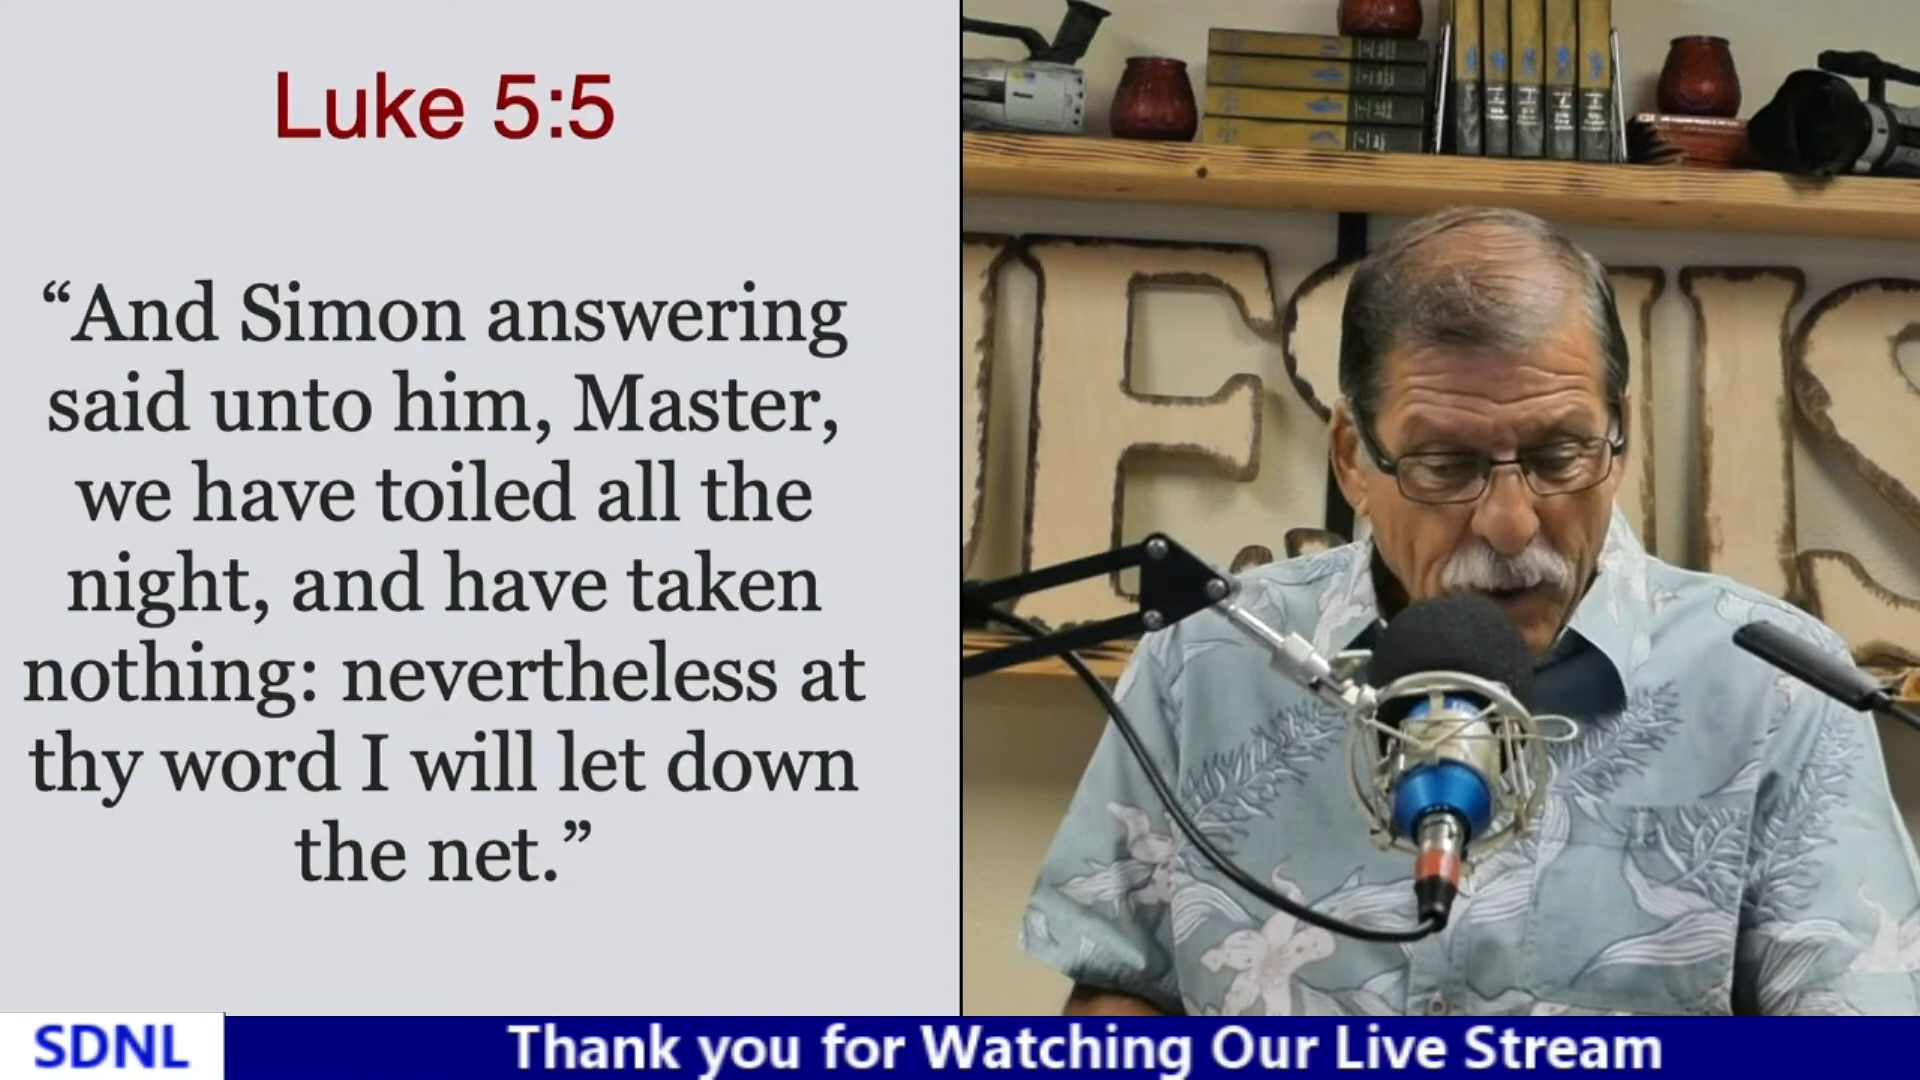 Luke 5:5
“And Simon answering
said unto him, Master,
we have toiled all the
night, and have taken
nothing: nevertheless at
thy word I will let down
the net.”
JESUS
SDNL
Thank you for Watching Our Live Stream